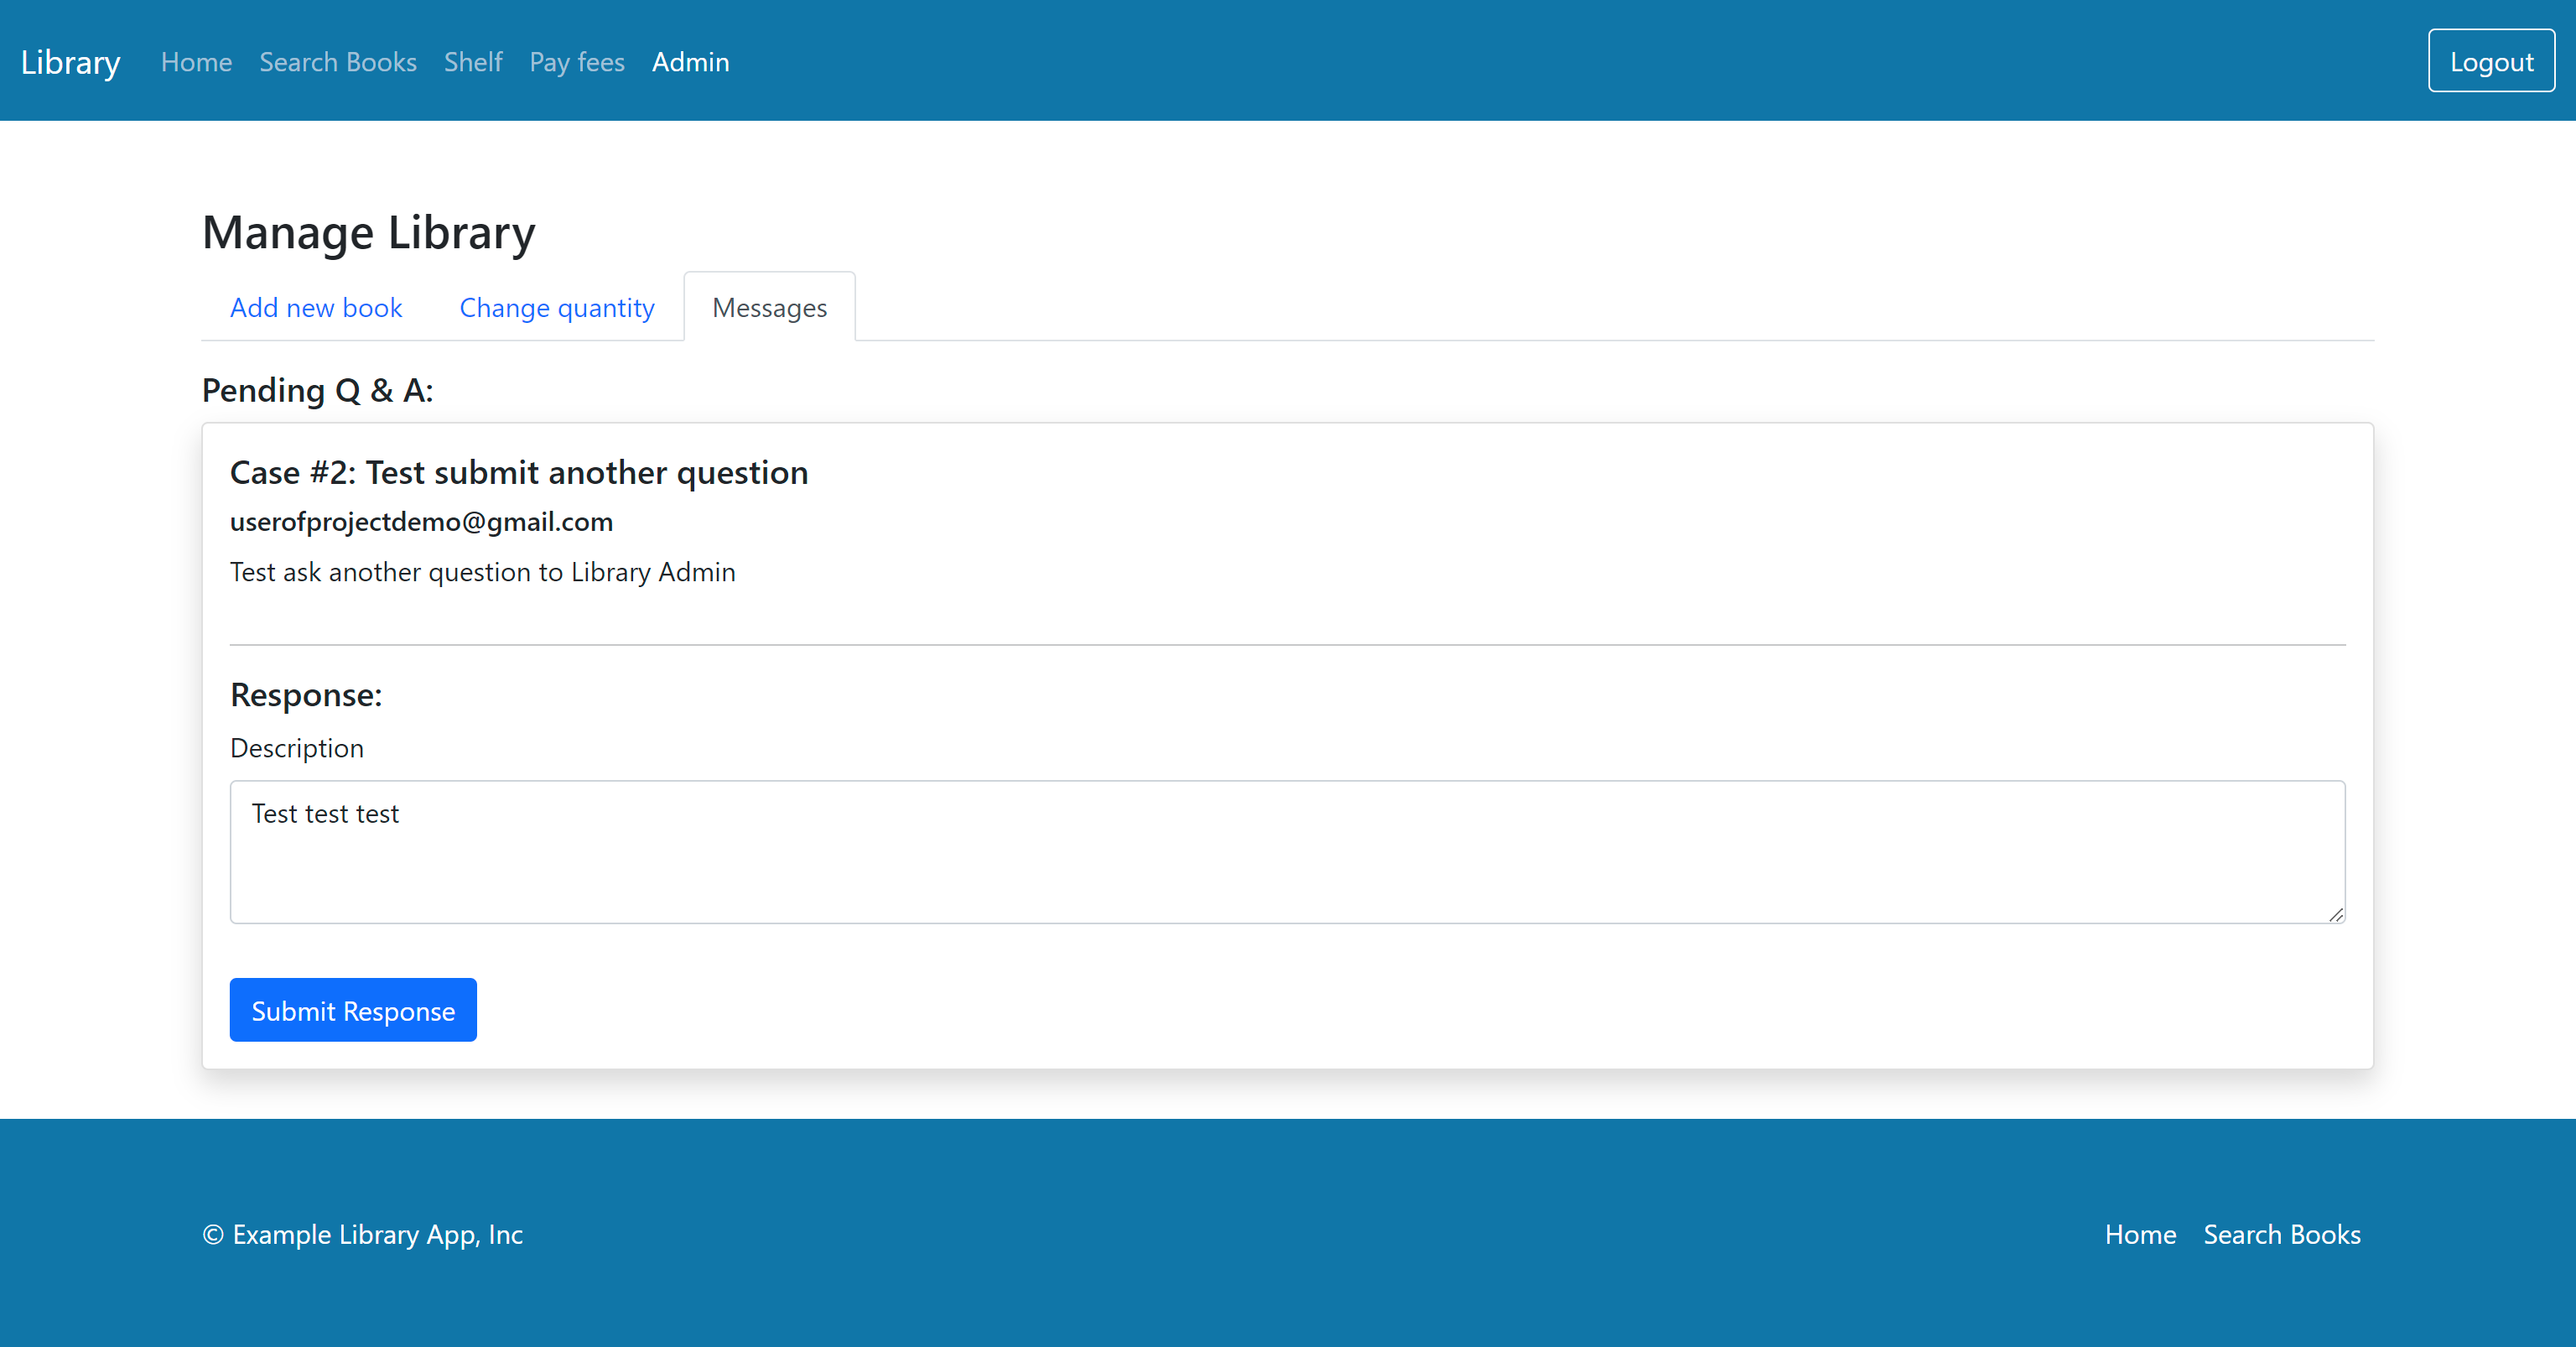 Library Home Search Books Shelf Pay fees Admin Logout
Manage Library
Add new book Change quantity Messages
Pending Q & A:
Case #2: Test submit another question
userofprojectdemo@gmail.com
Test ask another question to Library Admin
Response:
Description
Test test test
Submit Response
© Example Library App, Inc Home Search Books